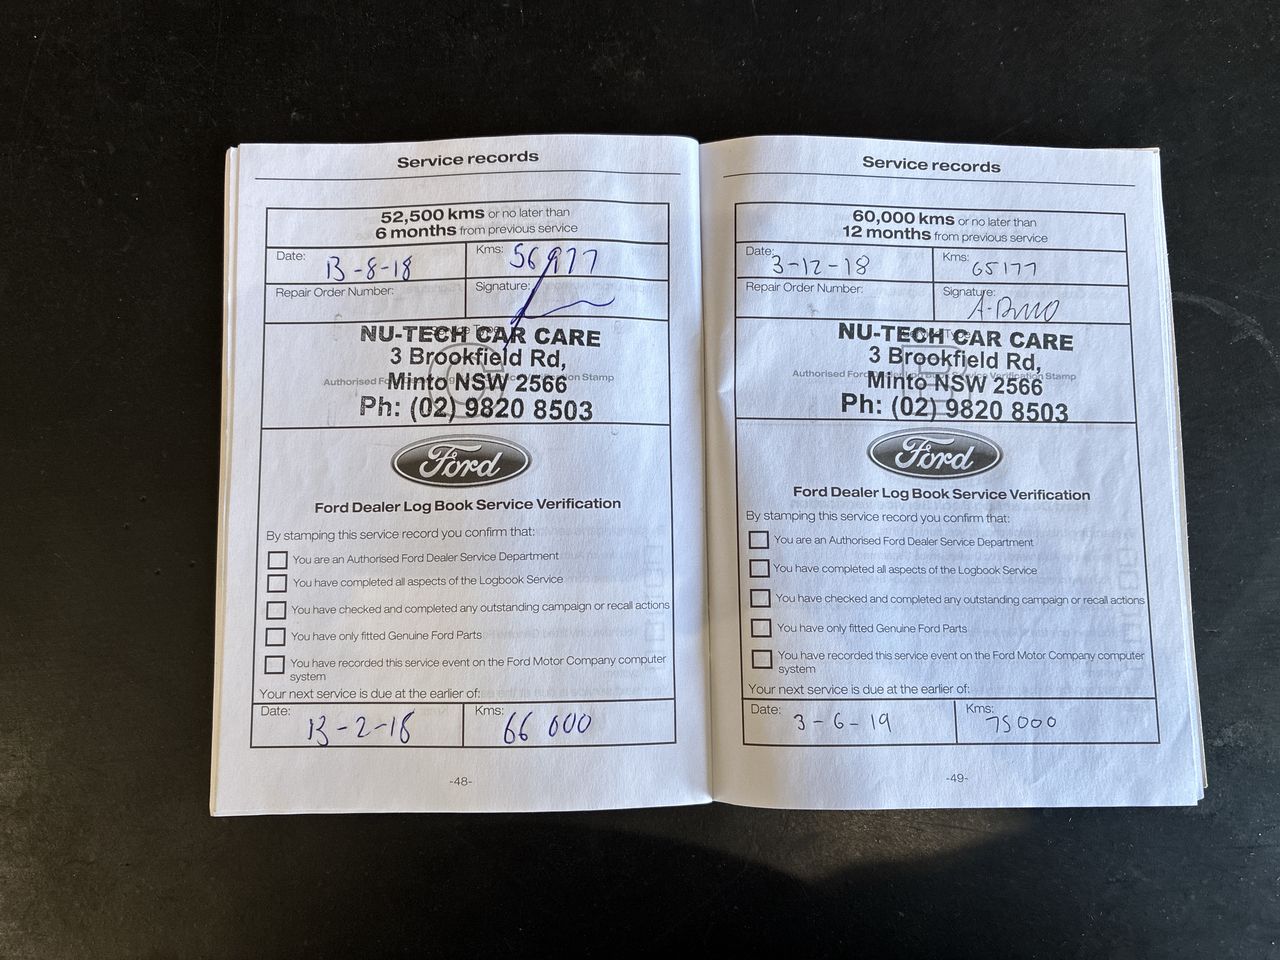 Service records
52,500 kms or no later than
6 months from previous service
Date: 13-8-18
Kms: 56977
Repair Order Number:
Signature:
NU-TECH CAR CARE
3 Brookfield Rd,
Minto NSW 2566
Ph: (02) 9820 8503
Ford
Ford Dealer Log Book Service Verification
By stamping this service record you confirm that:
You are an Authorised Ford Dealer Service Department
You have completed all aspects of the Logbook Service
You have checked and completed any outstanding campaign or recall actions
You have only fitted Genuine Ford Parts
You have recorded this service event on the Ford Motor Company computer
system
Your next service is due at the earlier of:
Date: 13-2-18
Kms: 66 000
-48-
Service records
60,000 kms or no later than
12 months from previous service
Date: 3-12-18
Kms: 65177
Repair Order Number:
Signature:
NU-TECH CAR CARE
Authorised Ford Service Verification Stamp
3 Brookfield Rd,
Minto NSW 2566
Ph: (02) 9820 8503
Ford
Ford Dealer Log Book Service Verification
By stamping this service record you confirm that:
You are an Authorised Ford Dealer Service Department
You have completed all aspects of the Logbook Service
You have checked and completed any outstanding campaign or recall actions
You have only fitted Genuine Ford Parts
You have recorded this service event on the Ford Motor Company computer
system
Your next service is due at the earlier of:
Date: 3-6-19
Kms: 75000
-49-